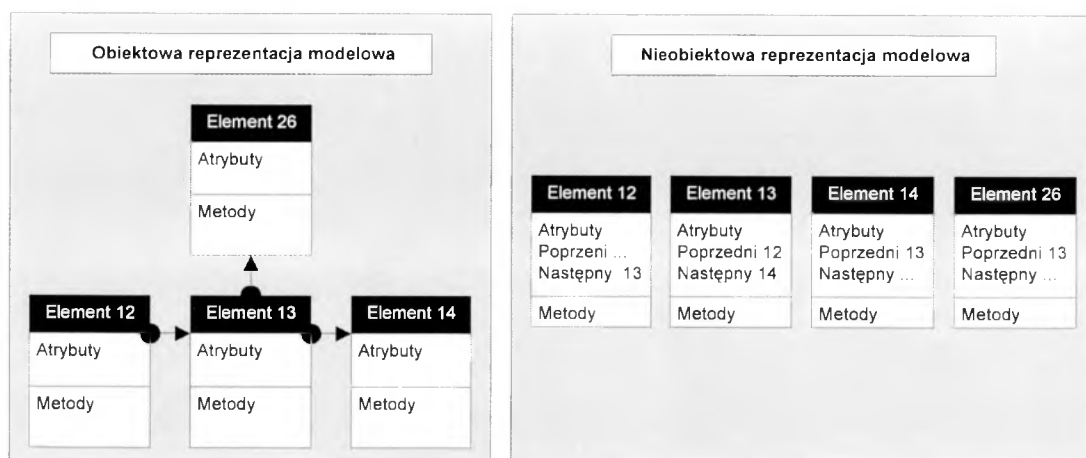 Obiektowa reprezentacja modelowa
Element 26
Atrybuty
Metody
Element 12
Atrybuty
Metody
Element 13
Atrybuty
Metody
Element 14
Atrybuty
Metody
Nieobiektowa reprezentacja modelowa
Element 12
Atrybuty
Poprzeni ...
Następny 13
Metody
Element 13
Atrybuty
Poprzedni 12
Następny 14
Metody
Element 14
Atrybuty
Poprzedni 13
Następny ...
Metody
Element 26
Atrybuty
Poprzedni 13
Następny ...
Metody